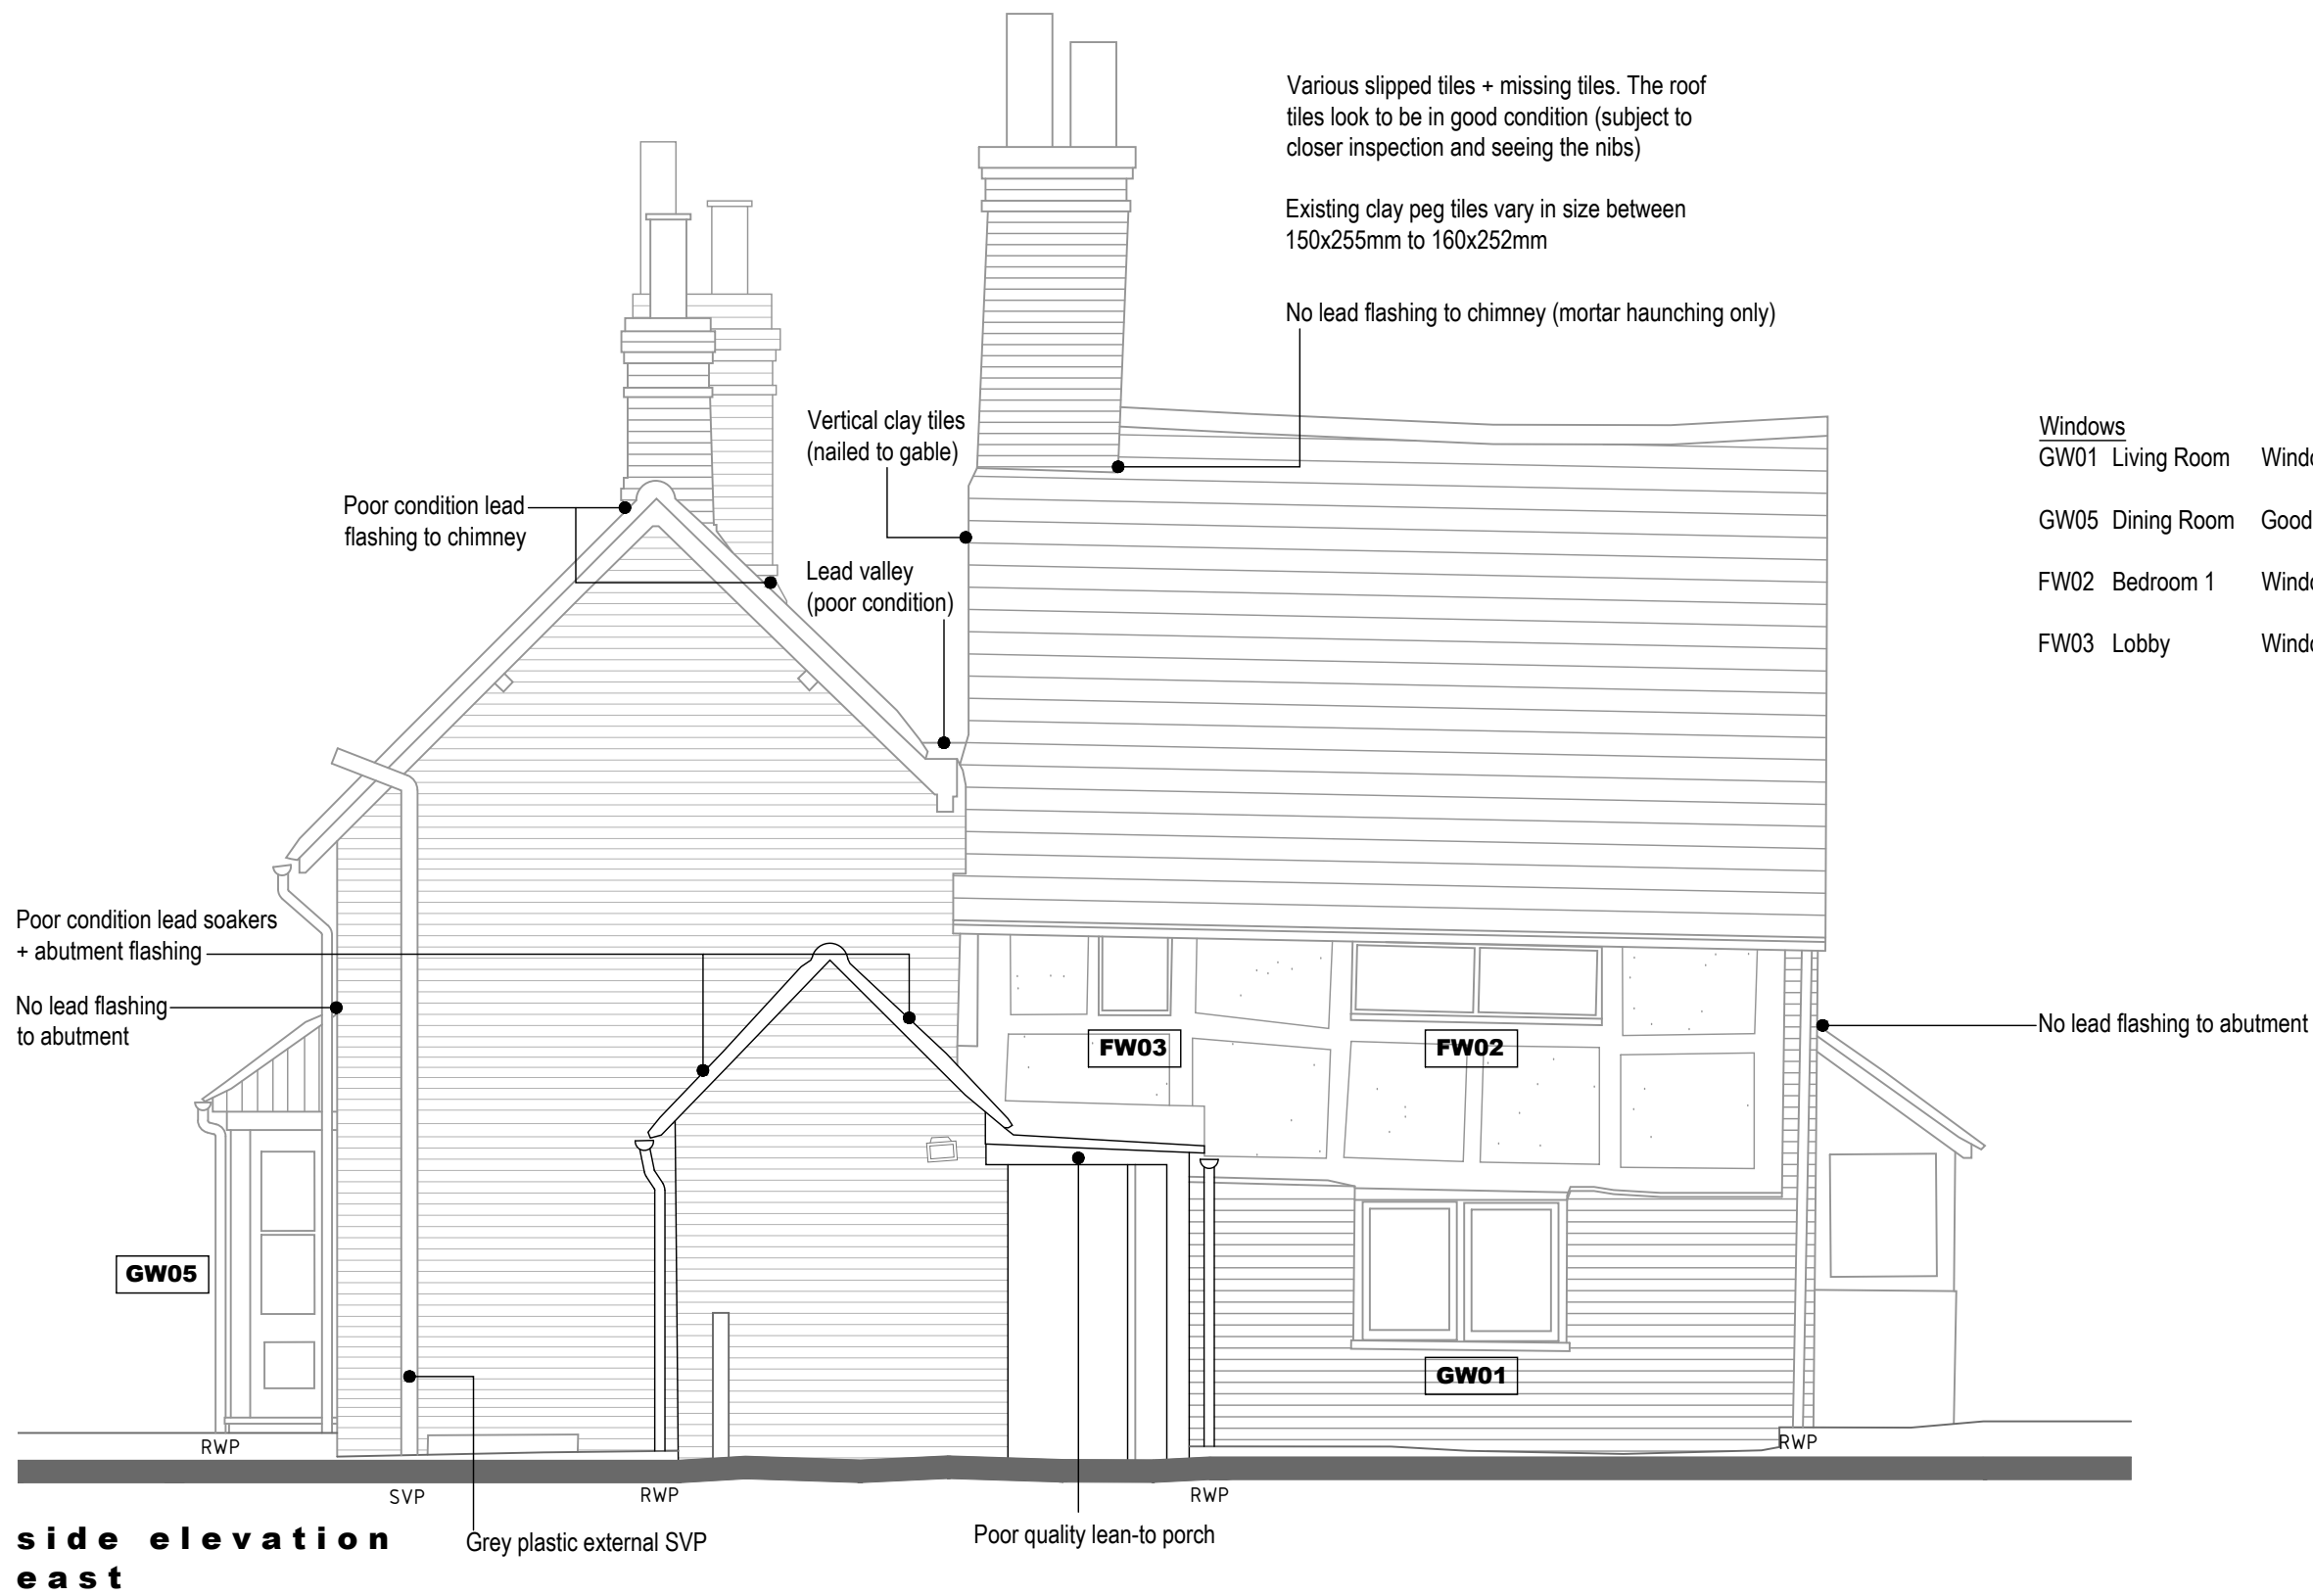 Various slipped tiles + missing tiles. The roof
tiles look to be in good condition (subject to
closer inspection and seeing the nibs)
Existing clay peg tiles vary in size between
150x255mm to 160x252mm
No lead flashing to chimney (mortar haunching only)
Vertical clay tiles
(nailed to gable)
Poor condition lead
flashing to chimney
Lead valley
(poor condition)
Windows
GW01 Living Room
GW05 Dining Room Good
FW02 Bedroom 1
FW03 Lobby
Poor condition lead soakers
+ abutment flashing
No lead flashing
to abutment
No lead flashing to abutment
FW03
FW02
GW05
GW01
RWP
RWP
SVP
RWP
RWP
Grey plastic external SVP
Poor quality lean-to porch
side elevation
east